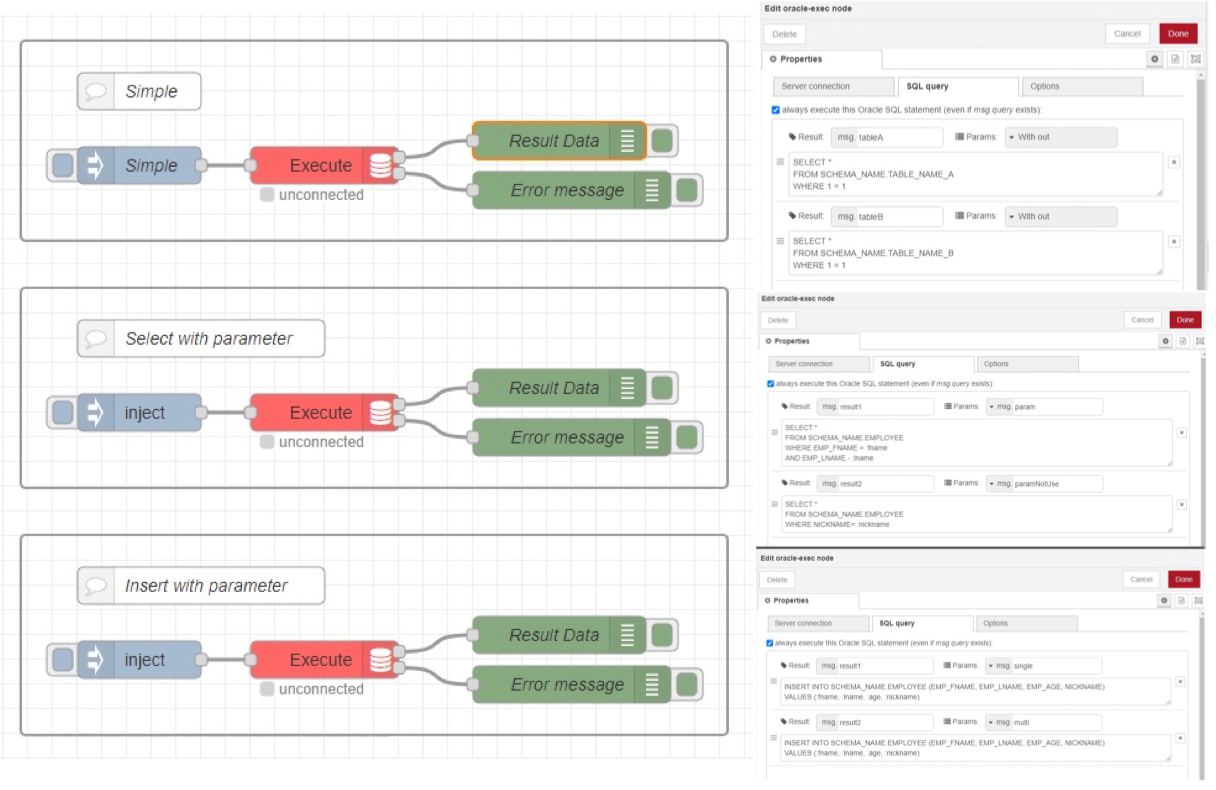 Simple
Simple
Execute
unconnected
Result Data
Error message
Select with parameter
inject
Execute
unconnected
Result Data
Error message
Insert with parameter
inject
Execute
unconnected
Result Data
Error message
Edit oracle-exec node
Delete
Cancel
Done
Properties
Server connection
SQL query
Options
always execute this Oracle SQL statement (even if msg.query exists):
Result: msg. tableA Params: With out
SELECT *
FROM SCHEMA_NAME.TABLE_NAME_A
WHERE 1 = 1
Result: msg. tableB Params: With out
SELECT *
FROM SCHEMA_NAME.TABLE_NAME_B
WHERE 1 = 1
Edit oracle-exec node
Delete
Cancel
Done
Properties
Server connection
SQL query
Options
always execute this Oracle SQL statement (even if msg.query exists):
Result: msg. result1 Params: msg. param
SELECT *
FROM SCHEMA_NAME.EMPLOYEE
WHERE EMP_FNAME = :fname
AND EMP_LNAME - :lname
Result: msg. result2 Params: msg. paramNotUse
SELECT *
FROM SCHEMA_NAME.EMPLOYEE
WHERE NICKNAME= :nickname
Edit oracle-exec node
Delete
Cancel
Done
Properties
Server connection
SQL query
Options
always execute this Oracle SQL statement (even if msg.query exists):
Result: msg. result1 Params: msg. single
INSERT INTO SCHEMA_NAME.EMPLOYEE (EMP_FNAME, EMP_LNAME, EMP_AGE, NICKNAME)
VALUES (:fname, :lname, :age, :nickname)
Result: msg. result2 Params: msg. multi
INSERT INTO SCHEMA_NAME.EMPLOYEE (EMP_FNAME, EMP_LNAME, EMP_AGE, NICKNAME)
VALUES (:fname, :lname, :age, :nickname)